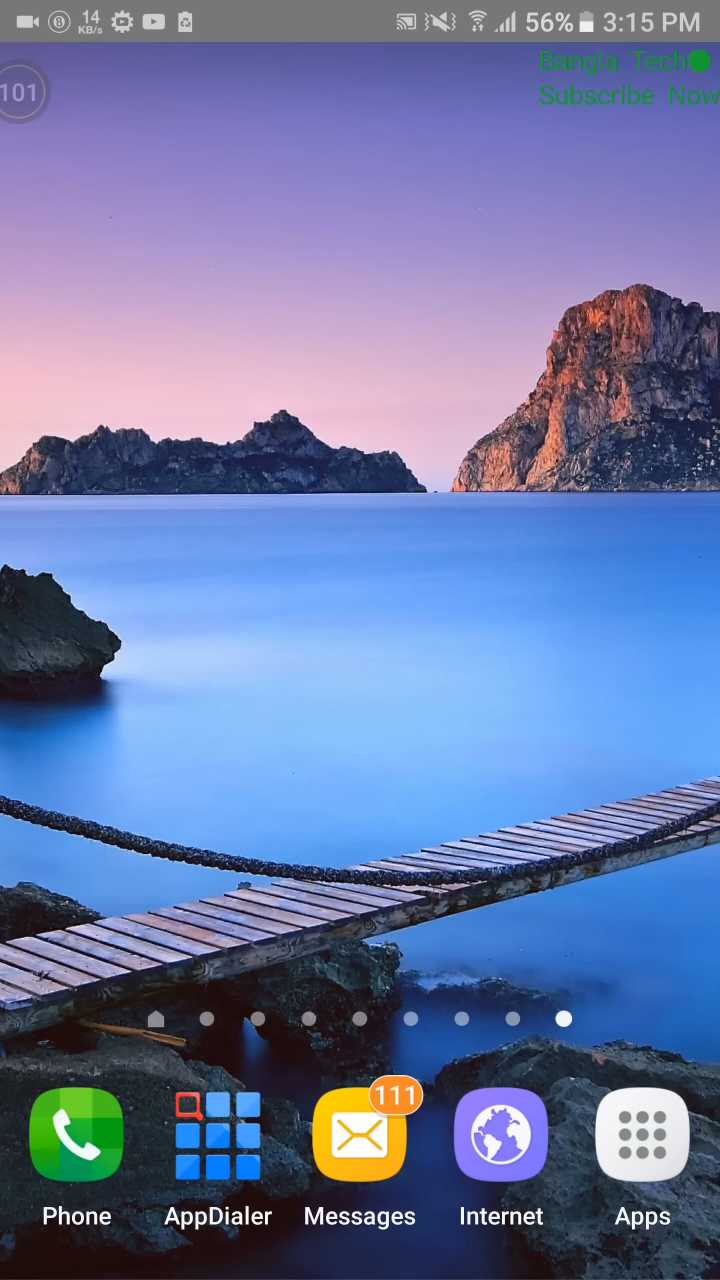 14
KB/s
56%
3:15 PM
Bangla Tech
Subscribe Now
101
111
Phone
AppDialer
Messages
Internet
Apps